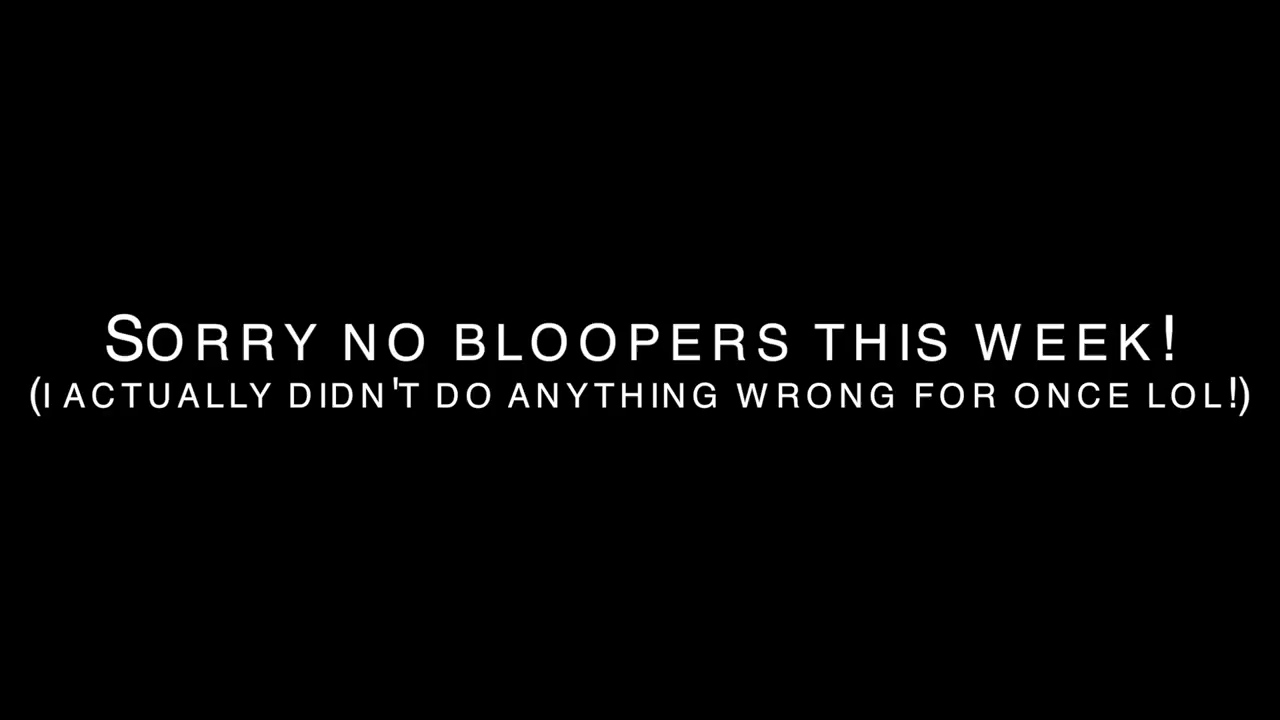 Sorry no bloopers this week!
(I actually didn't do anything wrong for once lol!)